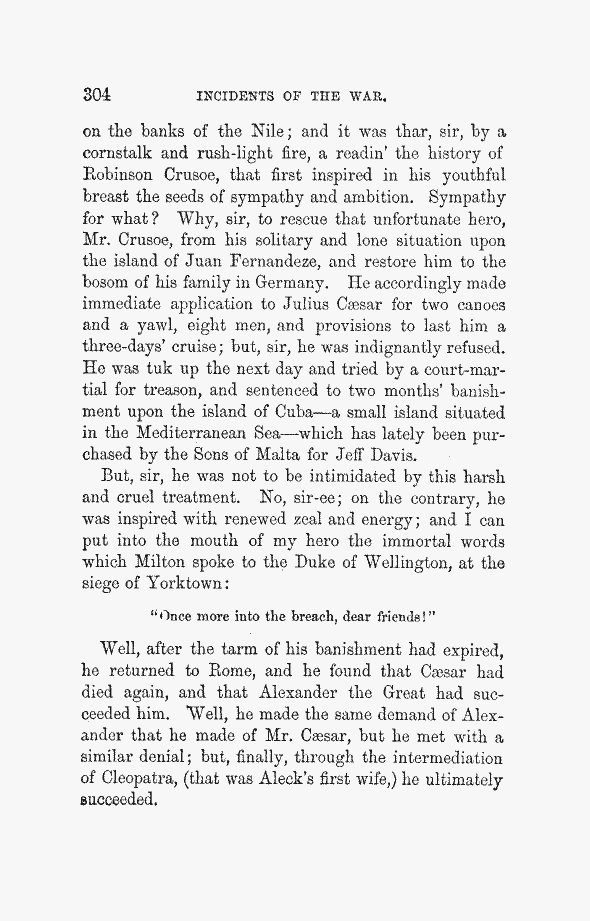 304 INCIDENTS OF THE WAR.
on the banks of the Nile; and it was thar, sir, by a
cornstalk and rush-light fire, a readin' the history of
Robinson Crusoe, that first inspired in his youthful
breast the seeds of sympathy and ambition. Sympathy
for what? Why, sir, to rescue that unfortunate hero,
Mr. Crusoe, from his solitary and lone situation upon
the island of Juan Fernandeze, and restore him to the
bosom of his family in Germany. He accordingly made
immediate application to Julius Cæsar for two canoes
and a yawl, eight men, and provisions to last him a
three-days' cruise; but, sir, he was indignantly refused.
He was tuk up the next day and tried by a court-mar-
tial for treason, and sentenced to two months' banish-
ment upon the island of Cuba—a small island situated
in the Mediterranean Sea—which has lately been pur-
chased by the Sons of Malta for Jeff Davis.
But, sir, he was not to be intimidated by this harsh
and cruel treatment. No, sir-ee; on the contrary, he
was inspired with renewed zeal and energy; and I can
put into the mouth of my hero the immortal words
which Milton spoke to the Duke of Wellington, at the
siege of Yorktown:
"Once more into the breach, dear friends!"
Well, after the tarm of his banishment had expired,
he returned to Rome, and he found that Cæsar had
died again, and that Alexander the Great had suc-
ceeded him. Well, he made the same demand of Alex-
ander that he made of Mr. Cæsar, but he met with a
similar denial; but, finally, through the intermediation
of Cleopatra, (that was Aleck's first wife,) he ultimately
succeeded.